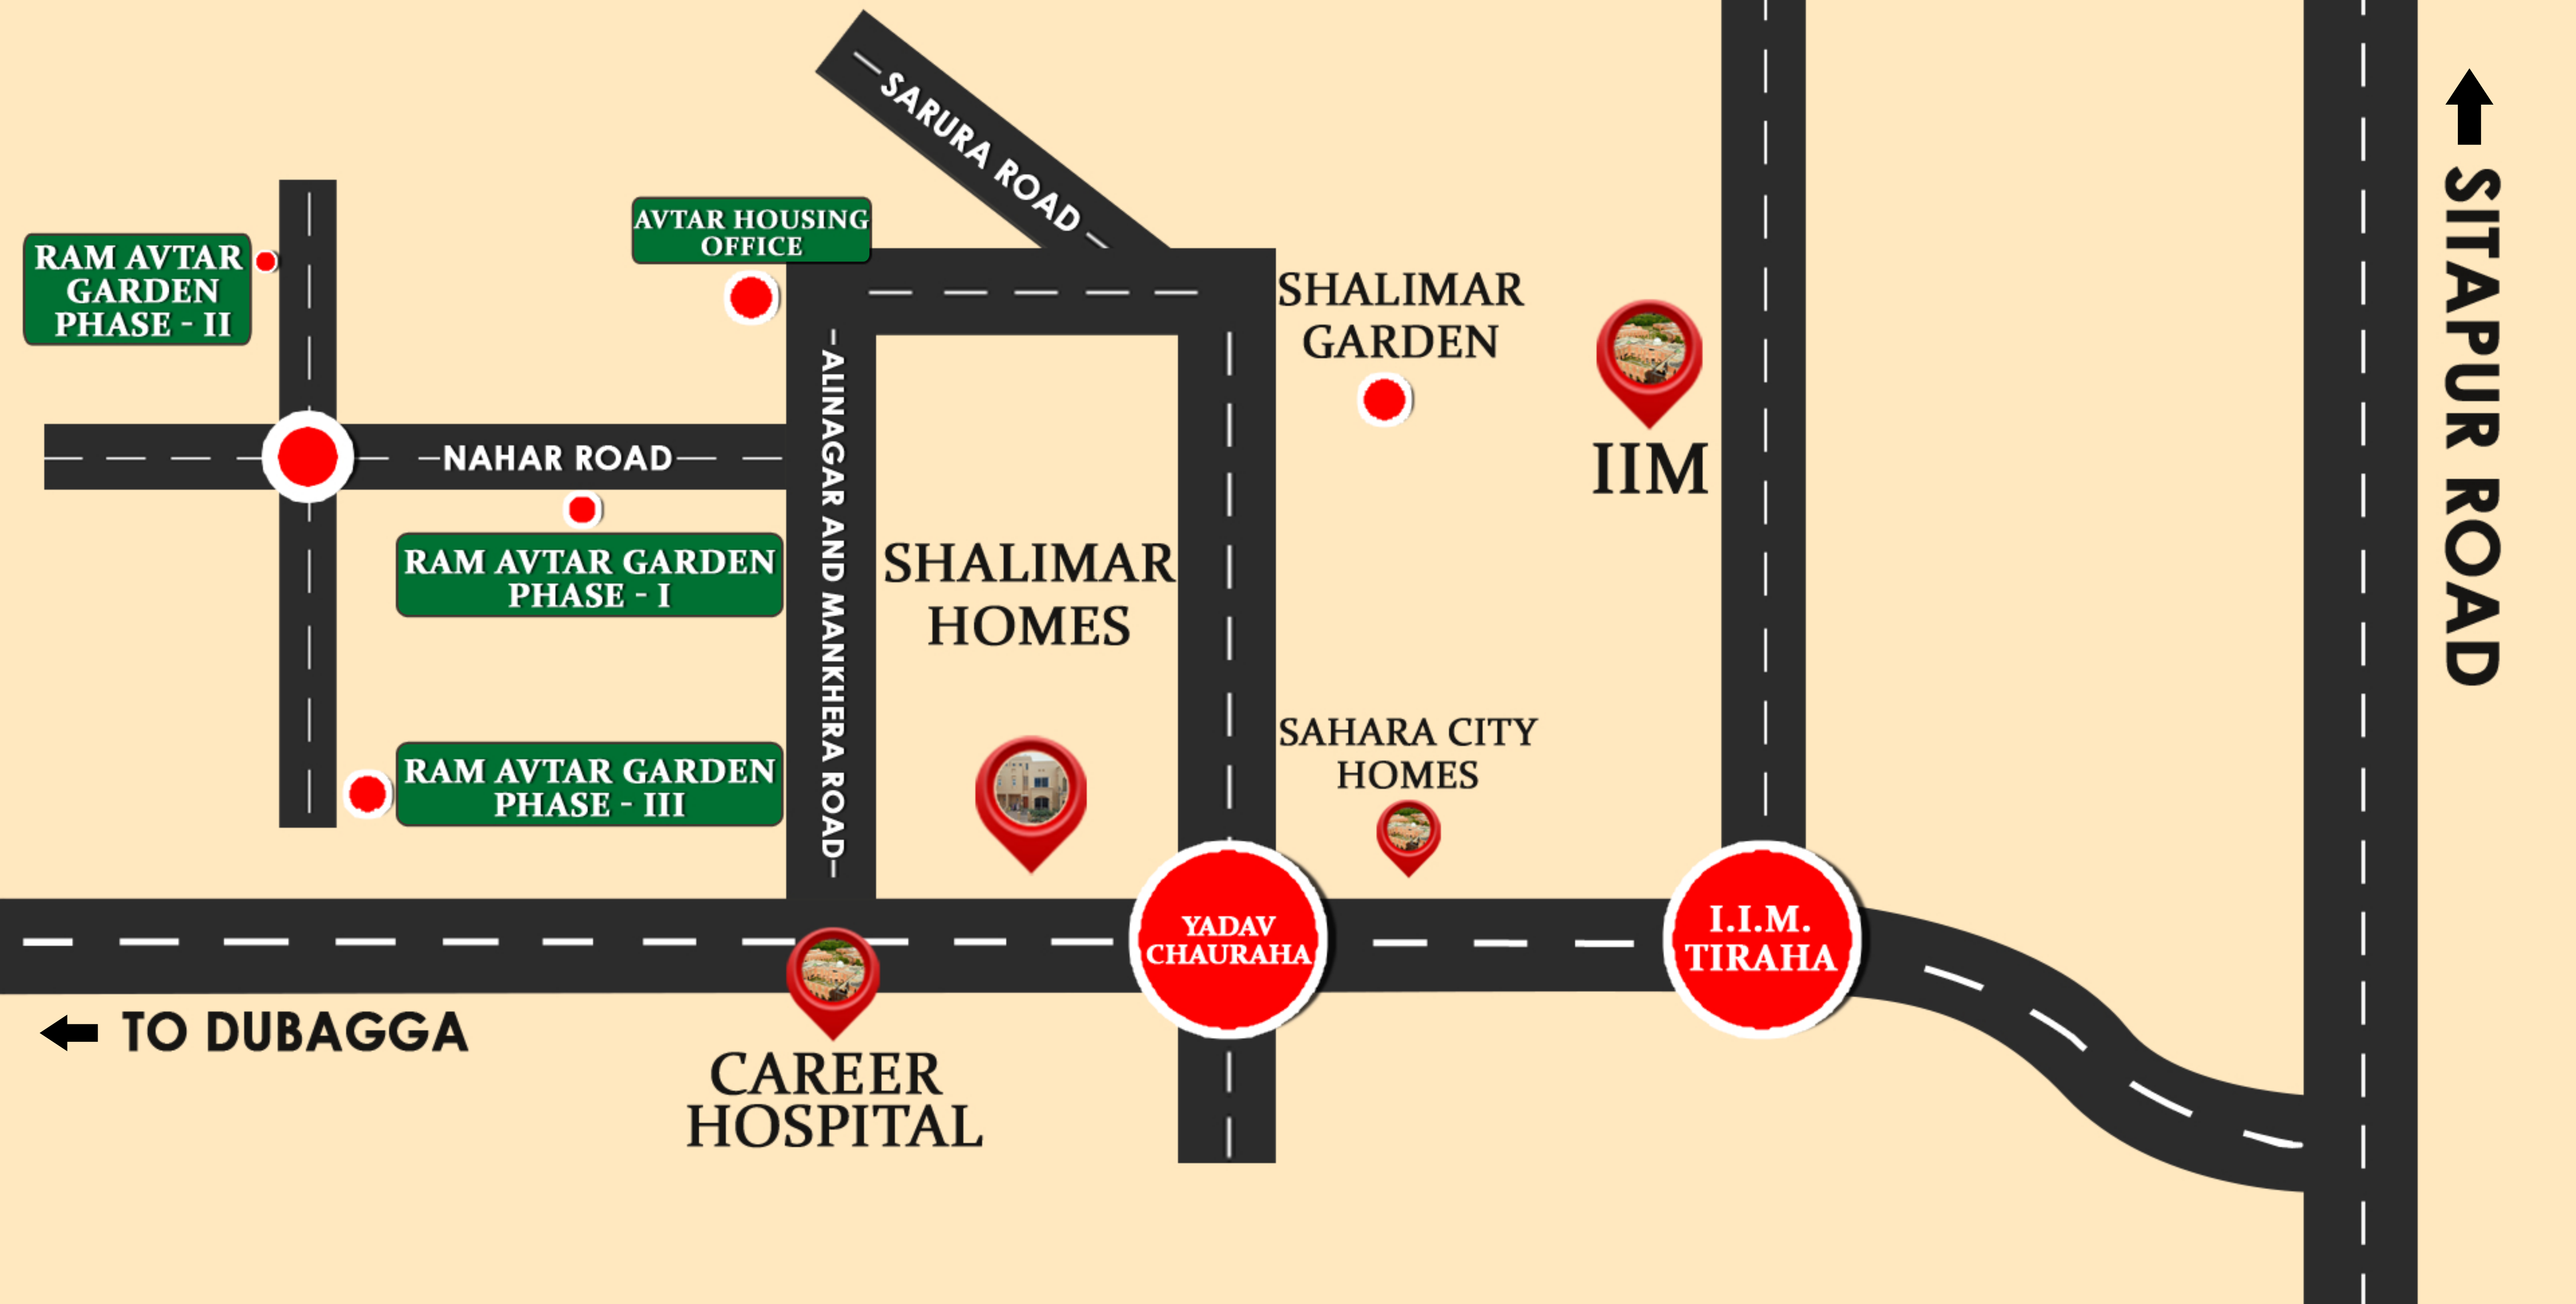 SARURA ROAD
SITAPUR ROAD
AVTAR HOUSING
OFFICE
RAM AVTAR
GARDEN
PHASE - II
SHALIMAR
GARDEN
IIM
NAHAR ROAD
ALINAGAR AND MANKHERA ROAD
RAM AVTAR GARDEN
PHASE - I
SHALIMAR
HOMES
SAHARA CITY
HOMES
RAM AVTAR GARDEN
PHASE - III
YADAV
CHAURAHA
I.I.M.
TIRAHA
TO DUBAGGA
CAREER
HOSPITAL